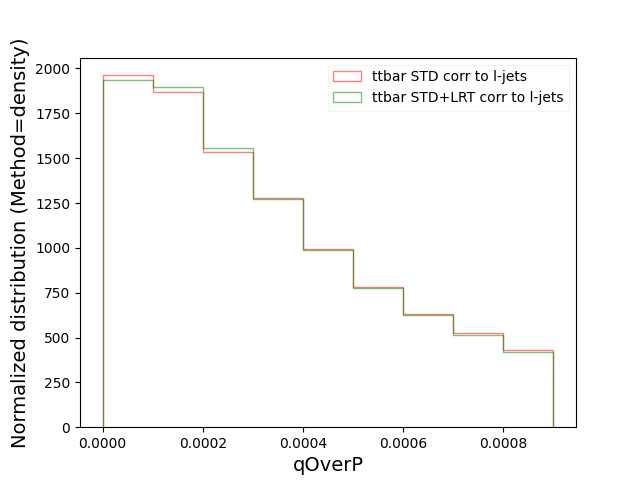 ttbar STD corr to l-jets
ttbar STD+LRT corr to l-jets
Normalized distribution (Method=density)
2000
1750
1500
1250
1000
750
500
250
0
0.0000 0.0002 0.0004 0.0006 0.0008
qOverP